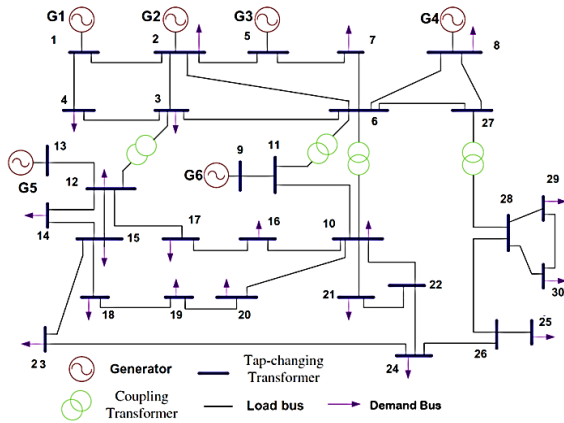 G1 G2 G3 G4
1 2 5 7 8
4 3 6 27
13 9 11
G5 12 G6 28 29
14 15 17 16 10 30
18 19 20 21 22 25
23 24 26
Generator Tap-changing Transformer
Coupling Transformer Load bus Demand Bus